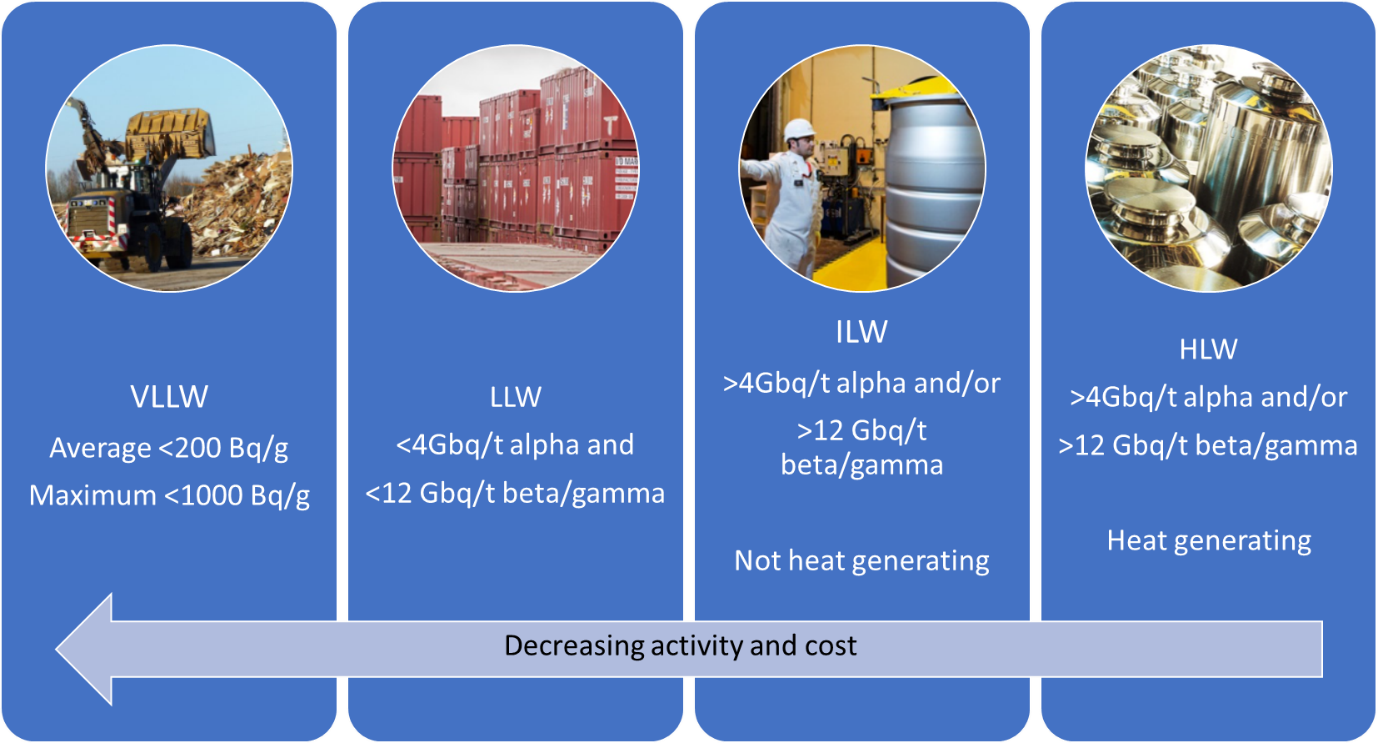 VLLW
Average <200 Bq/g
Maximum <1000 Bq/g
LLW
<4Gbq/t alpha and
<12 Gbq/t beta/gamma
ILW
>4Gbq/t alpha and/or
>12 Gbq/t
beta/gamma
Not heat generating
HLW
>4Gbq/t alpha and/or
>12 Gbq/t beta/gamma
Heat generating
Decreasing activity and cost